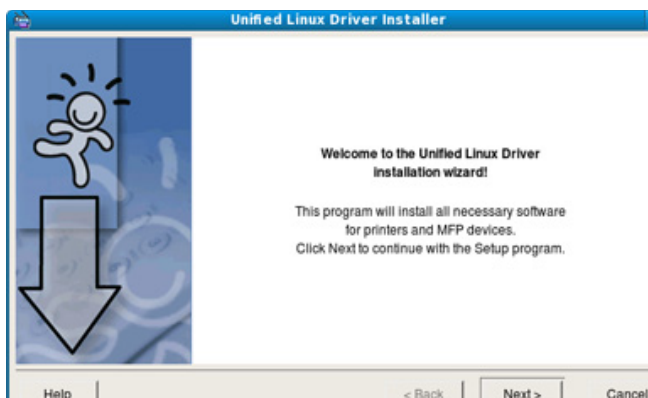 Unified Linux Driver Installer
Welcome to the Unified Linux Driver
installation wizard!
This program will install all necessary software
for printers and MFP devices.
Click Next to continue with the Setup program.
Help
< Back
Next >
Cancel